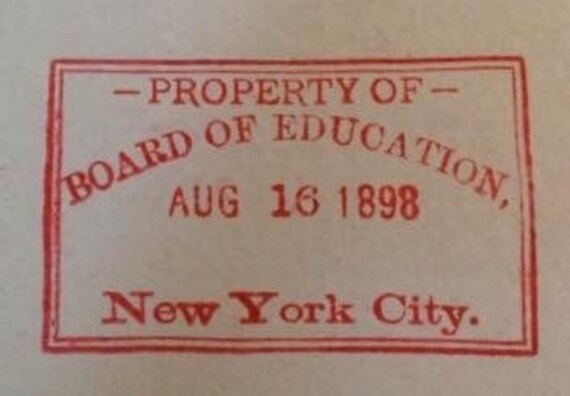 - PROPERTY OF -
BOARD OF EDUCATION,
AUG 16 1898
New York City.